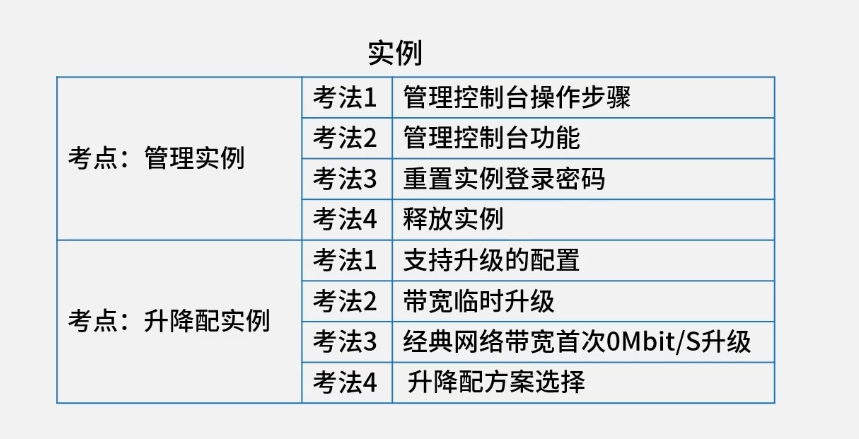 实例
考点：管理实例
考法1 管理控制台操作步骤
考法2 管理控制台功能
考法3 重置实例登录密码
考法4 释放实例
考点：升降配实例
考法1 支持升级的配置
考法2 带宽临时升级
考法3 经典网络带宽首次0Mbit/S升级
考法4 升降配方案选择